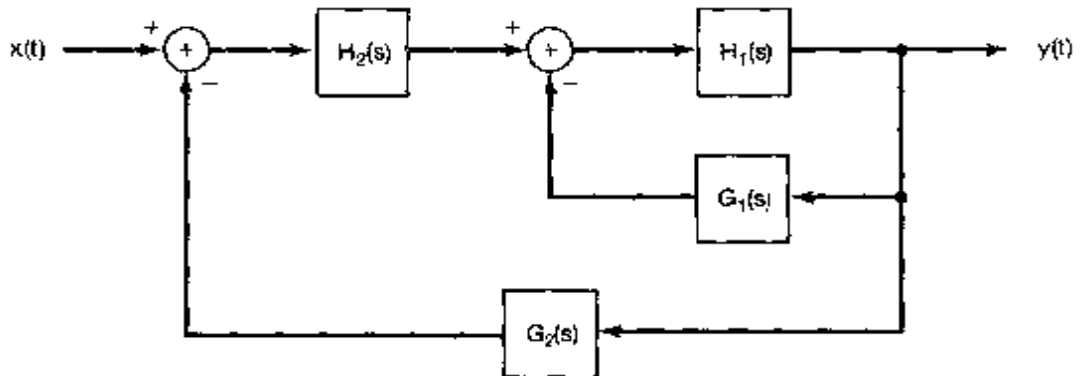 x(t)
+
+
−
H₂(s)
+
+
−
H₁(s)
y(t)
G₁(s)
G₂(s)